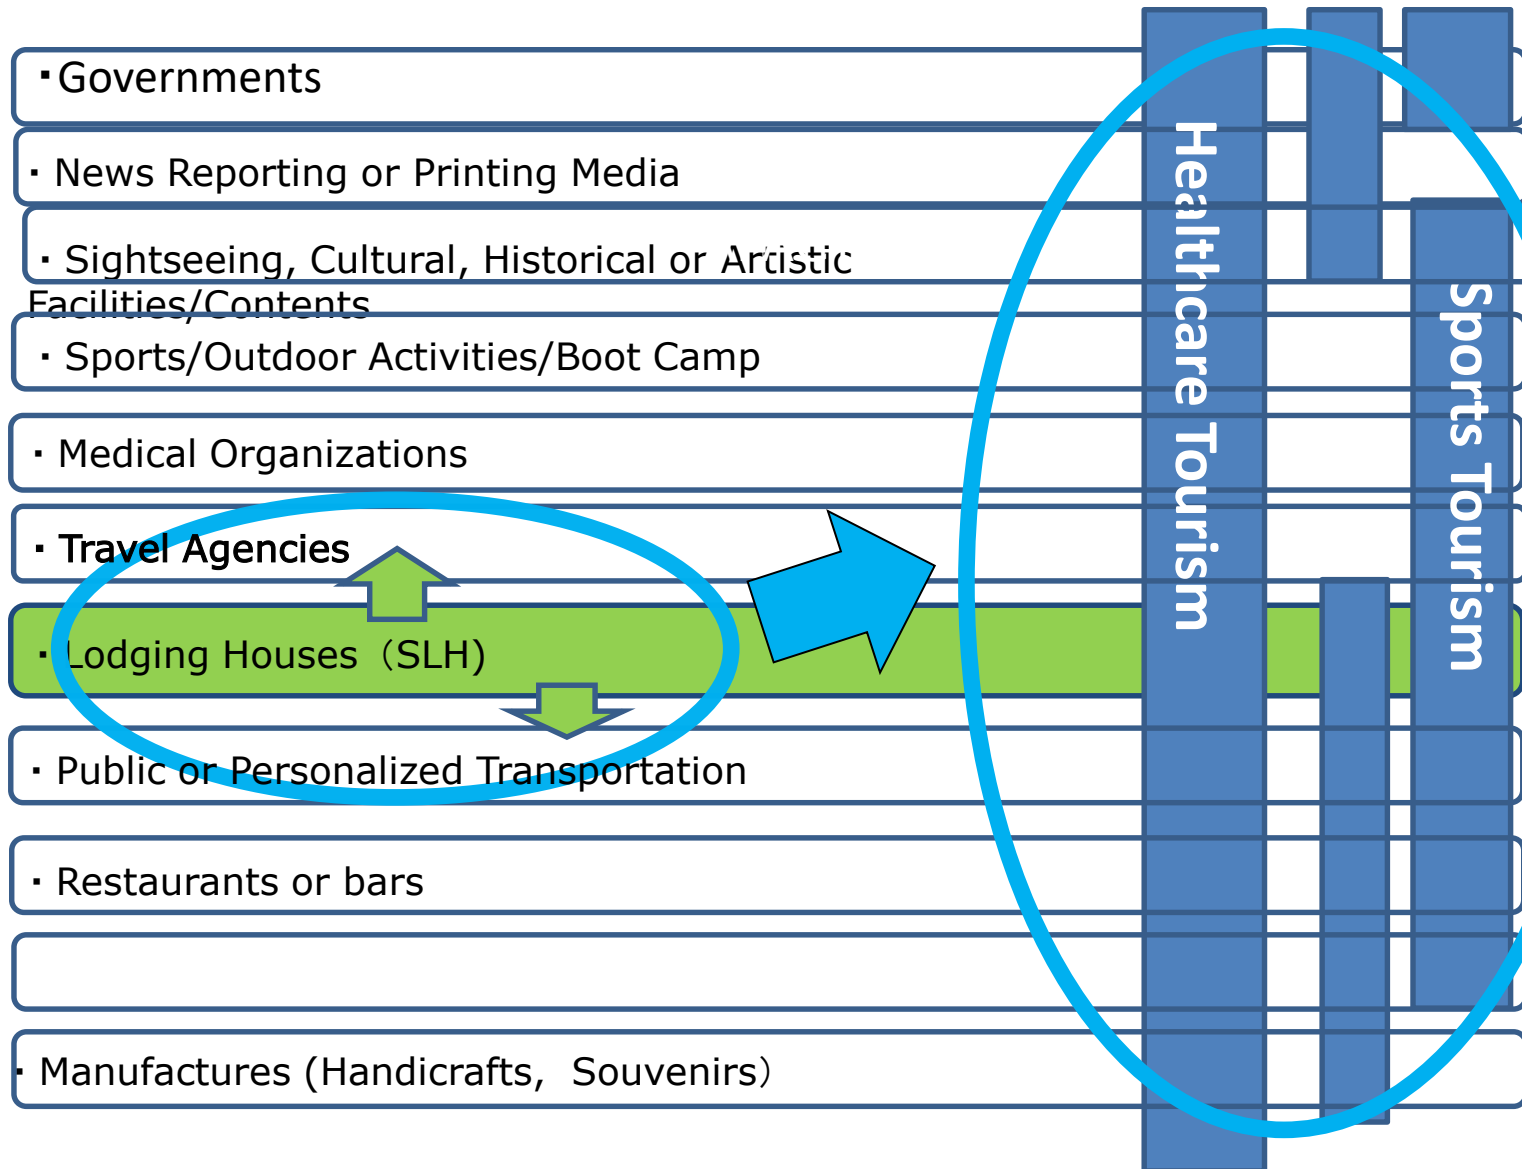 ·Governments
· News Reporting or Printing Media
· Sightseeing, Cultural, Historical or Artistic
Facilities/Contents
· Sports/Outdoor Activities/Boot Camp
· Medical Organizations
· Travel Agencies
· Lodging Houses（SLH)
· Public or Personalized Transportation
· Restaurants or bars
· Manufactures (Handicrafts,  Souvenirs）
Healthcare Tourism
Sports Tourism